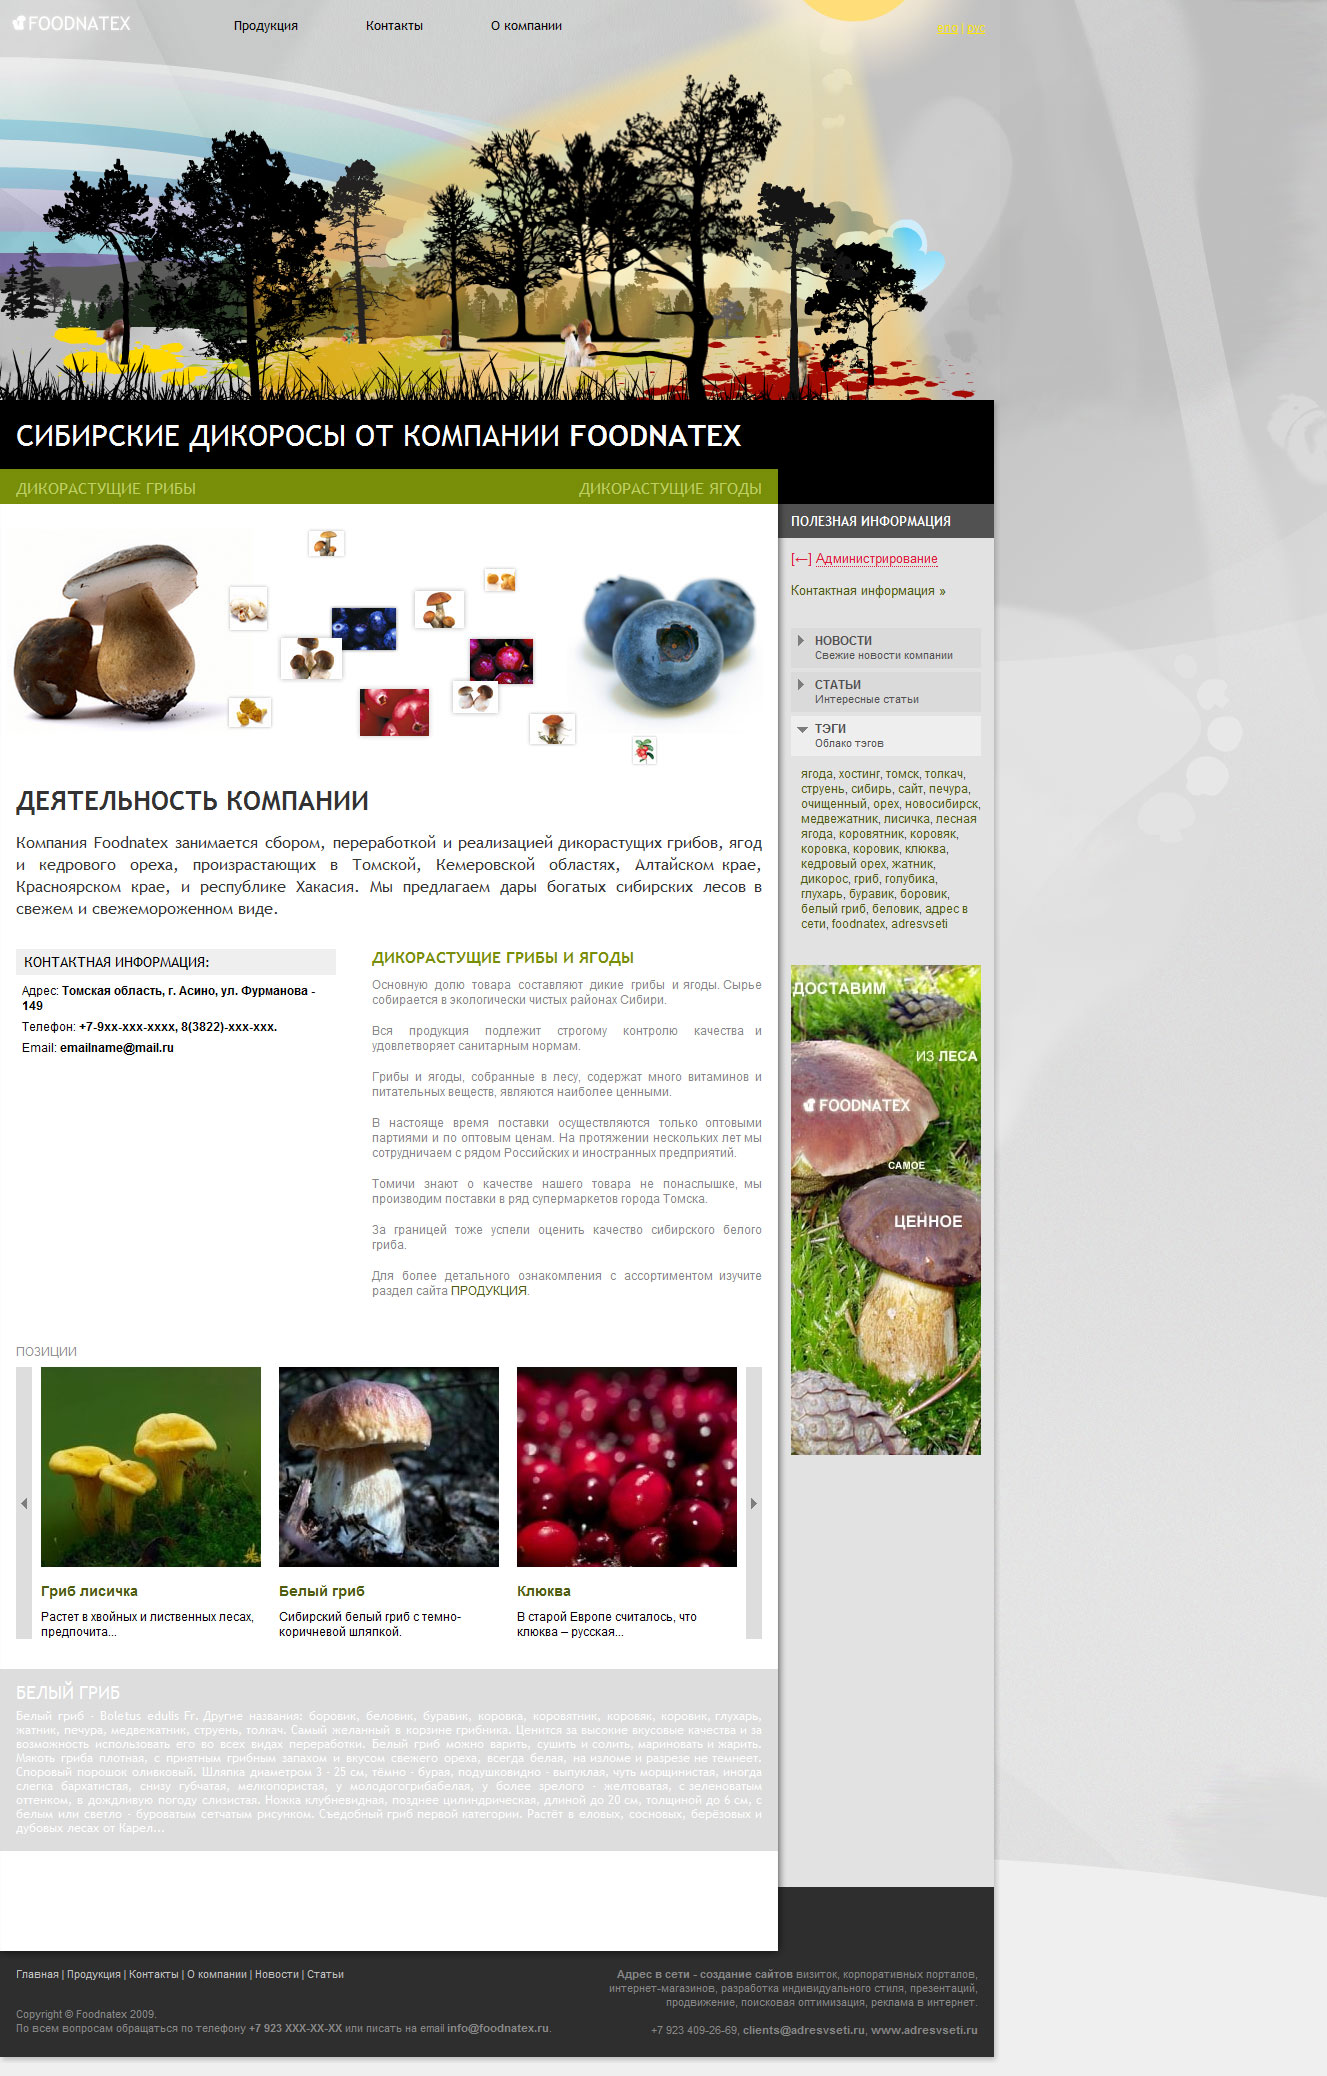 FOODNATEX
Продукция
Контакты
О компании
eng | рус
СИБИРСКИЕ ДИКОРОСЫ ОТ КОМПАНИИ FOODNATEX
ДИКОРАСТУЩИЕ ГРИБЫ
ДИКОРАСТУЩИЕ ЯГОДЫ
ДЕЯТЕЛЬНОСТЬ КОМПАНИИ
Компания Foodnatex занимается сбором, переработкой и реализацией дикорастущих грибов, ягод
и кедрового ореха, произрастающих в Томской, Кемеровской областях, Алтайском крае,
Красноярском крае, и республике Хакасия. Мы предлагаем дары богатых сибирских лесов в
свежем и свежемороженном виде.
КОНТАКТНАЯ ИНФОРМАЦИЯ:
Адрес: Томская область, г. Асино, ул. Фурманова -
149
Телефон: +7-9хх-ххх-хххх, 8(3822)-ххх-ххх.
Email: emailname@mail.ru
ДИКОРАСТУЩИЕ ГРИБЫ И ЯГОДЫ
Основную долю товара составляют дикие грибы и ягоды. Сырье
собирается в экологически чистых районах Сибири.
Вся продукция подлежит строгому контролю качества и
удовлетворяет санитарным нормам.
Грибы и ягоды, собранные в лесу, содержат много витаминов и
питательных веществ, являются наиболее ценными.
В настояще время поставки осуществляются только оптовыми
партиями и по оптовым ценам. На протяжении нескольких лет мы
сотрудничаем с рядом Российских и иностранных предприятий.
Томичи знают о качестве нашего товара не понаслышке, мы
производим поставки в ряд супермаркетов города Томска.
За границей тоже успели оценить качество сибирского белого
гриба.
Для более детального ознакомления с ассортиментом изучите
раздел сайта ПРОДУКЦИЯ.
ПОЗИЦИИ
Гриб лисичка
Растет в хвойных и лиственных лесах,
предпочита...
Белый гриб
Сибирский белый гриб с темно-
коричневой шляпкой.
Клюква
В старой Европе считалось, что
клюква – русская...
БЕЛЫЙ ГРИБ
Белый гриб - Boletus edulis Fr. Другие названия: боровик, беловик, буравик, коровка, коровятник, коровяк, коровик, глухарь,
жатник, печура, медвежатник, струень, толкач. Самый желанный в корзине грибника. Ценится за высокие вкусовые качества и за
возможность использовать его во всех видах переработки. Белый гриб можно варить, сушить и солить, мариновать и жарить.
Мякоть гриба плотная, с приятным грибным запахом и вкусом свежего ореха, всегда белая, на изломе и разрезе не темнеет.
Споровый порошок оливковый. Шляпка диаметром 3 - 25 см, тёмно - бурая, подушковидно - выпуклая, чуть морщинистая, иногда
слегка бархатистая, снизу губчатая, мелкопористая, у молодогогрибабелая, у более зрелого - желтоватая, с зеленоватым
оттенком, в дождливую погоду слизистая. Ножка клубневидная, позднее цилиндрическая, длиной до 20 см, толщиной до 6 см, с
белым или светло - буроватым сетчатым рисунком. Съедобный гриб первой категории. Растёт в еловых, сосновых, берёзовых и
дубовых лесах от Карел...
ПОЛЕЗНАЯ ИНФОРМАЦИЯ
[←] Администрирование
Контактная информация »
НОВОСТИ
Свежие новости компании
СТАТЬИ
Интересные статьи
ТЭГИ
Облако тэгов
ягода, хостинг, томск, толкач,
струень, сибирь, сайт, печура,
очищенный, орех, новосибирск,
медвежатник, лисичка, лесная
ягода, коровятник, коровяк,
коровка, коровик, клюква,
кедровый орех, жатник,
дикорос, гриб, голубика,
глухарь, буравик, боровик,
белый гриб, беловик, адрес в
сети, foodnatex, adresvseti
ДОСТАВИМ
ИЗ ЛЕСА
FOODNATEX
САМОЕ
ЦЕННОЕ
Главная | Продукция | Контакты | О компании | Новости | Статьи
Copyright © Foodnatex 2009.
По всем вопросам обращаться по телефону +7 923 XXX-XX-XX или писать на email info@foodnatex.ru.
Адрес в сети - создание сайтов визиток, корпоративных порталов,
интернет-магазинов, разработка индивидуального стиля, презентаций,
продвижение, поисковая оптимизация, реклама в интернет.
+7 923 409-26-69, clients@adresvseti.ru, www.adresvseti.ru